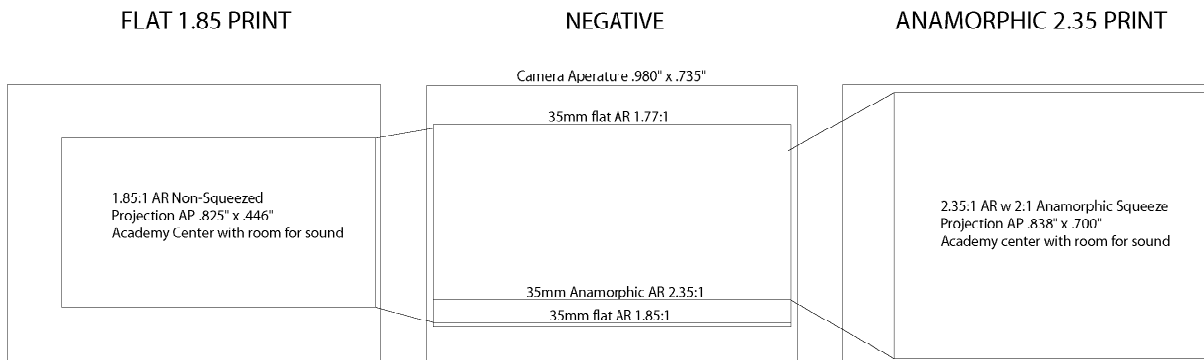 FLAT 1.85 PRINT
NEGATIVE
ANAMORPHIC 2.35 PRINT
Camera Aperature .980" x .735"
35mm flat AR 1.77:1
1.85:1 AR Non-Squeezed
Projection AP .825" x .446"
Academy Center with room for sound
2.35:1 AR w 2:1 Anamorphic Squeeze
Projection AP .838" x .700"
Academy center with room for sound
35mm Anamorphic AR 2.35:1
35mm flat AR 1.85:1